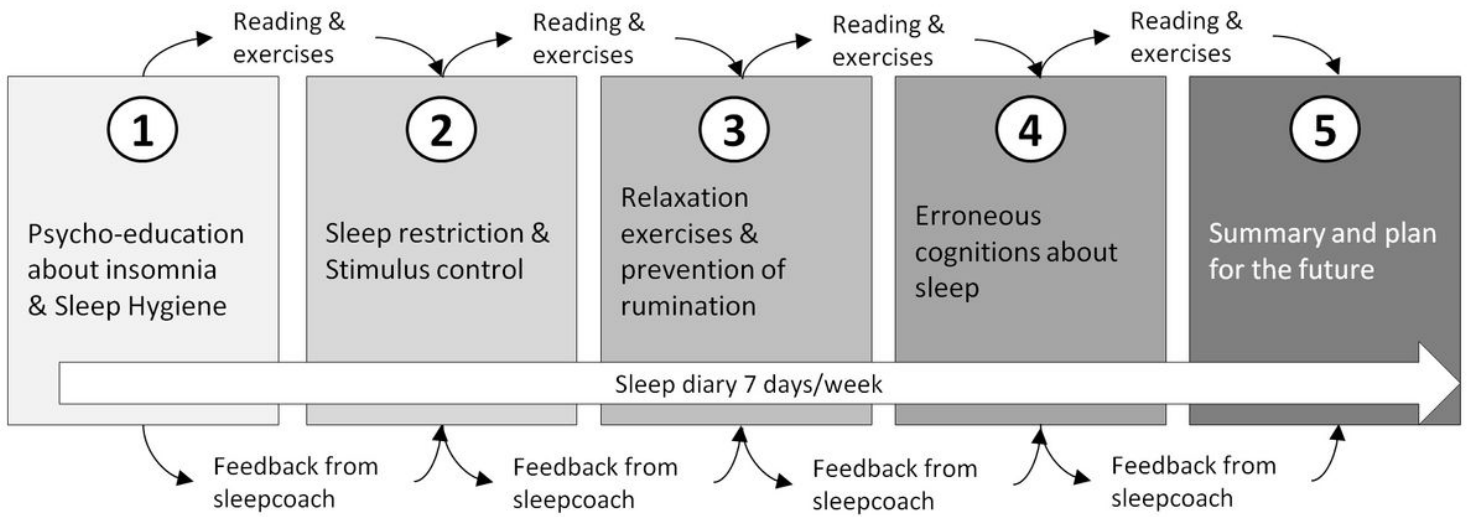 Reading &
exercises
Reading &
exercises
Reading &
exercises
Reading &
exercises
1
Psycho-education
about insomnia
& Sleep Hygiene
2
Sleep restriction &
Stimulus control
3
Relaxation
exercises &
prevention of
rumination
4
Erroneous
cognitions about
sleep
5
Summary and plan
for the future
Sleep diary 7 days/week
Feedback from
sleepcoach
Feedback from
sleepcoach
Feedback from
sleepcoach
Feedback from
sleepcoach